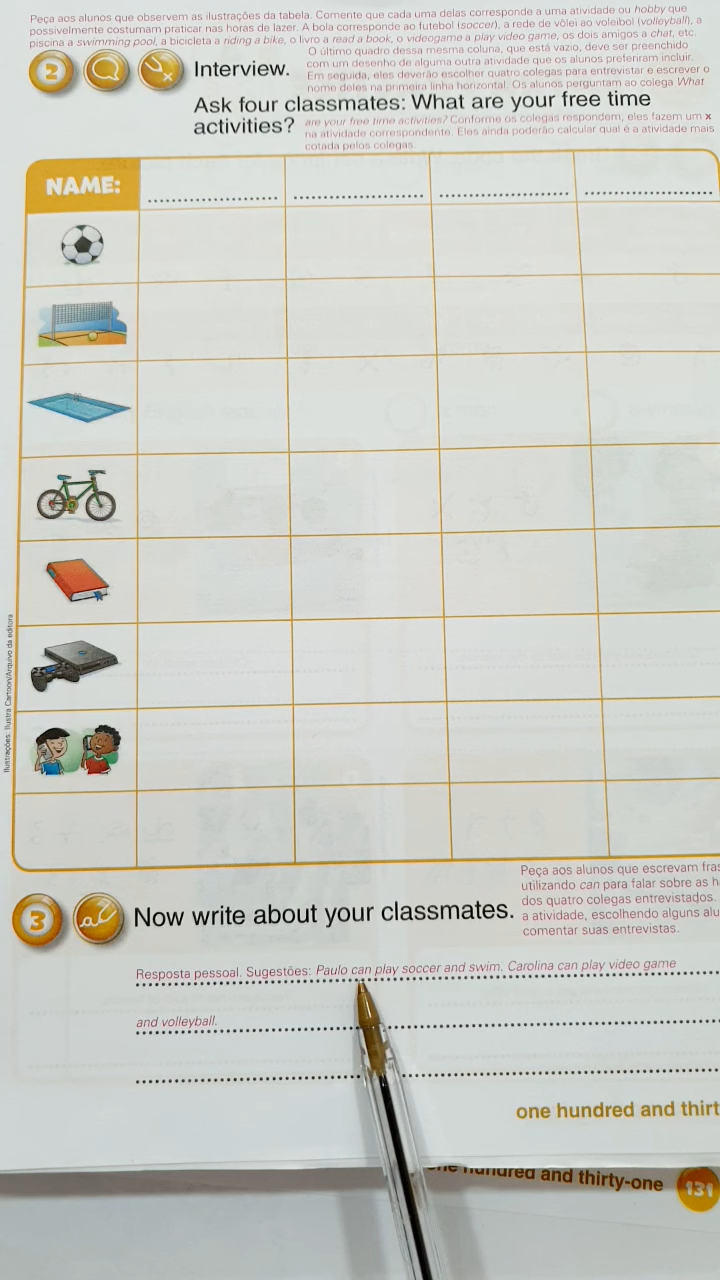 Peça aos alunos que observem as ilustrações da tabela. Comente que cada uma delas corresponde a uma atividade ou hobby que
possivelmente costumam praticar nas horas de lazer. A bola corresponde ao futebol (soccer), a rede de vôlei ao voleibol (volleyball), a
piscina a swimming pool, a bicicleta a riding a bike, o livro a read a book, o videogame a play video game, os dois amigos a chat, etc.
O último quadro dessa mesma coluna, que está vazio, deve ser preenchido
com um desenho de alguma outra atividade que os alunos preferiram incluir.
Em seguida, eles deverão escolher quatro colegas para entrevistar e escrever o
nome deles na primeira linha horizontal. Os alunos perguntam ao colega What
are your free time activities? Conforme os colegas respondem, eles fazem um x
na atividade correspondente. Eles ainda poderão calcular qual é a atividade mais
cotada pelos colegas.
2 Interview.
Ask four classmates: What are your free time
activities?
NAME:
Ilustrações: Ilustra Cartoon/Arquivo da editora
Peça aos alunos que escrevam
utilizando can para falar sobre as
dos quatro colegas entrevistados.
a atividade, escolhendo alguns
comentar suas entrevistas.
3 Now write about your classmates.
Resposta pessoal. Sugestões: Paulo can play soccer and swim. Carolina can play video game
and volleyball.
one hundred and
hundred and thirty-one 131